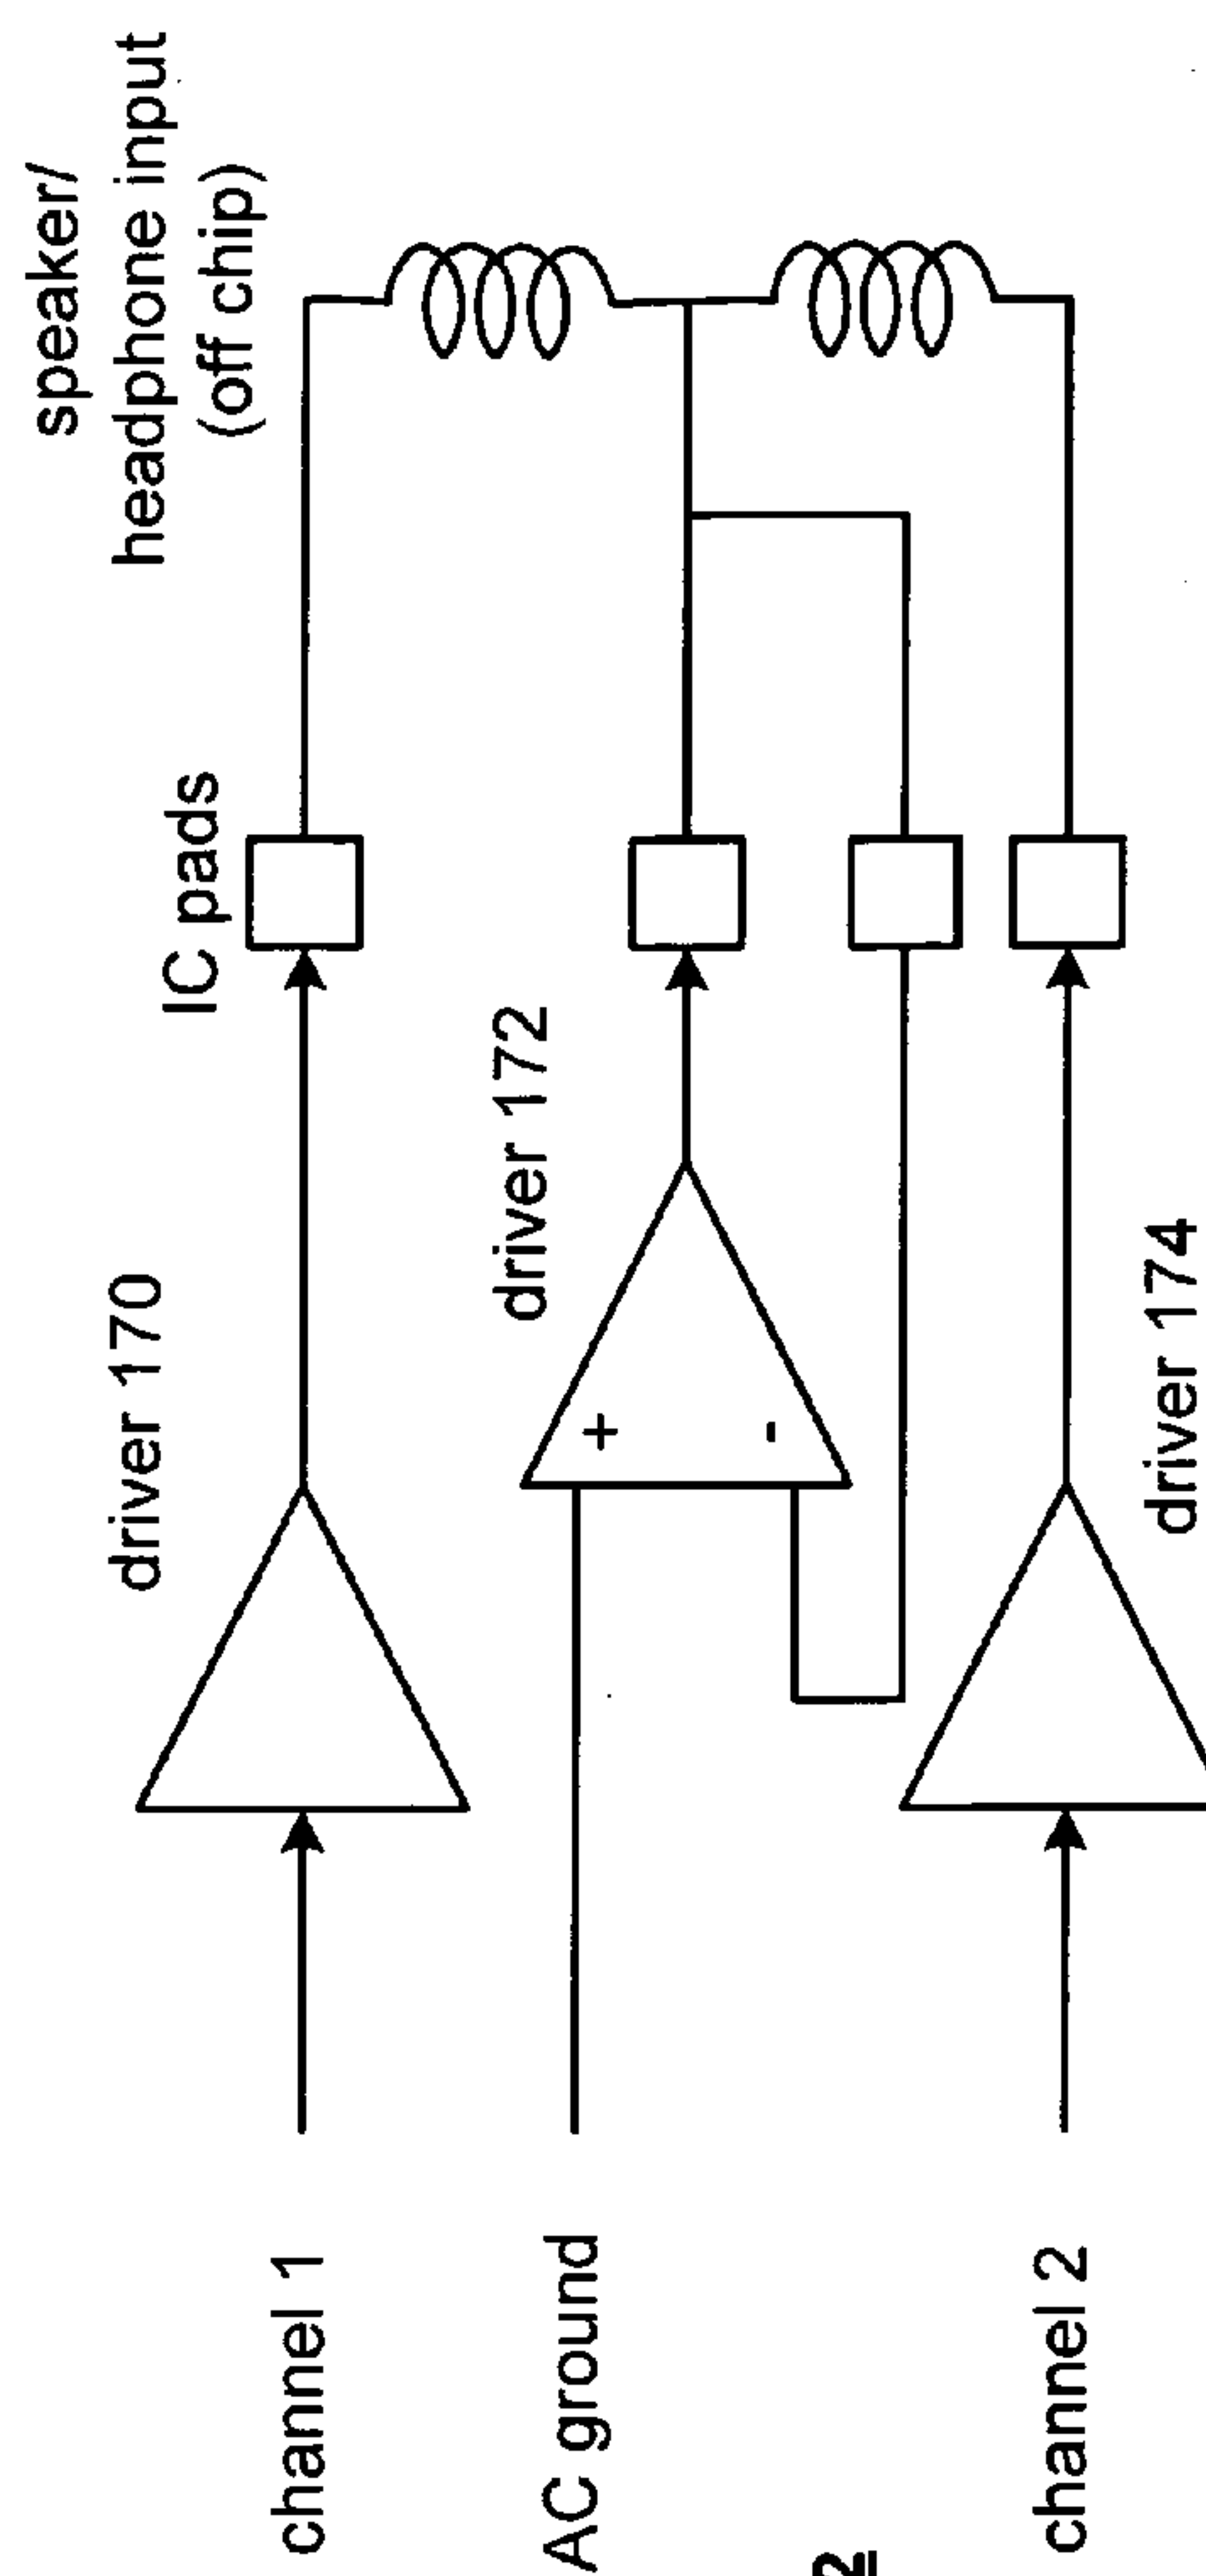 speaker/
headphone input
(off chip)
IC pads
driver 170
driver 172
+
-
driver 174
channel 1
AC ground
channel 2
2